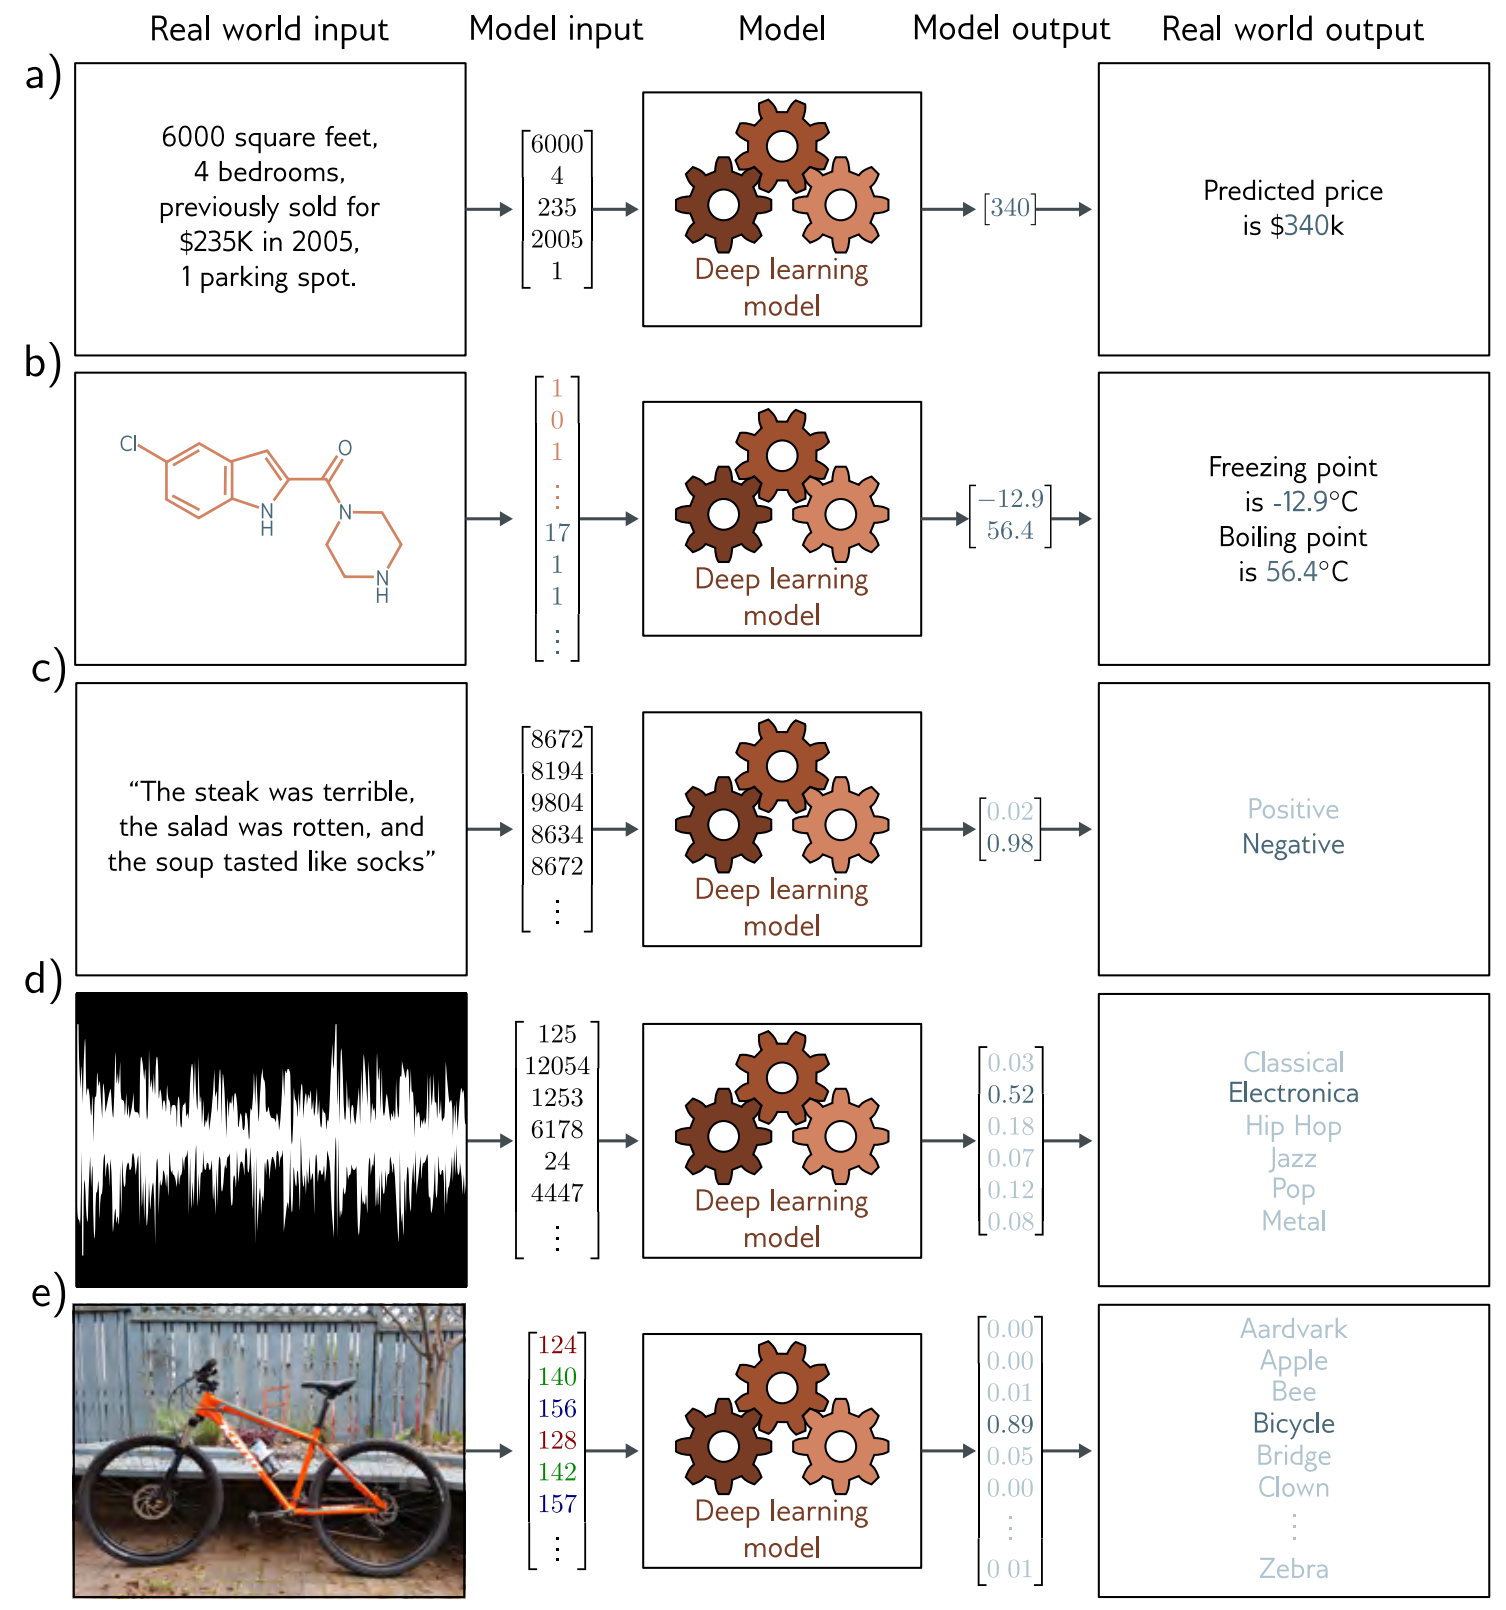 Real world input Model input Model Model output Real world output
a)
6000 square feet,
4 bedrooms,
previously sold for
$235K in 2005,
1 parking spot.
6000
4
235
2005
1
Deep learning
model
340
Predicted price
is $340k
b)
Cl
O
N
H
N
N
H
1
0
1
⋮
17
1
1
⋮
Deep learning
model
−12.9
56.4
Freezing point
is -12.9°C
Boiling point
is 56.4°C
c)
“The steak was terrible,
the salad was rotten, and
the soup tasted like socks”
8672
8194
9804
8634
8672
⋮
Deep learning
model
0.02
0.98
Positive
Negative
d)
125
12054
1253
6178
24
4447
⋮
Deep learning
model
0.03
0.52
0.18
0.07
0.12
0.08
Classical
Electronica
Hip Hop
Jazz
Pop
Metal
e)
124
140
156
128
142
157
⋮
Deep learning
model
0.00
0.00
0.01
0.89
0.05
0.00
⋮
0 01
Aardvark
Apple
Bee
Bicycle
Bridge
Clown
⋮
Zebra